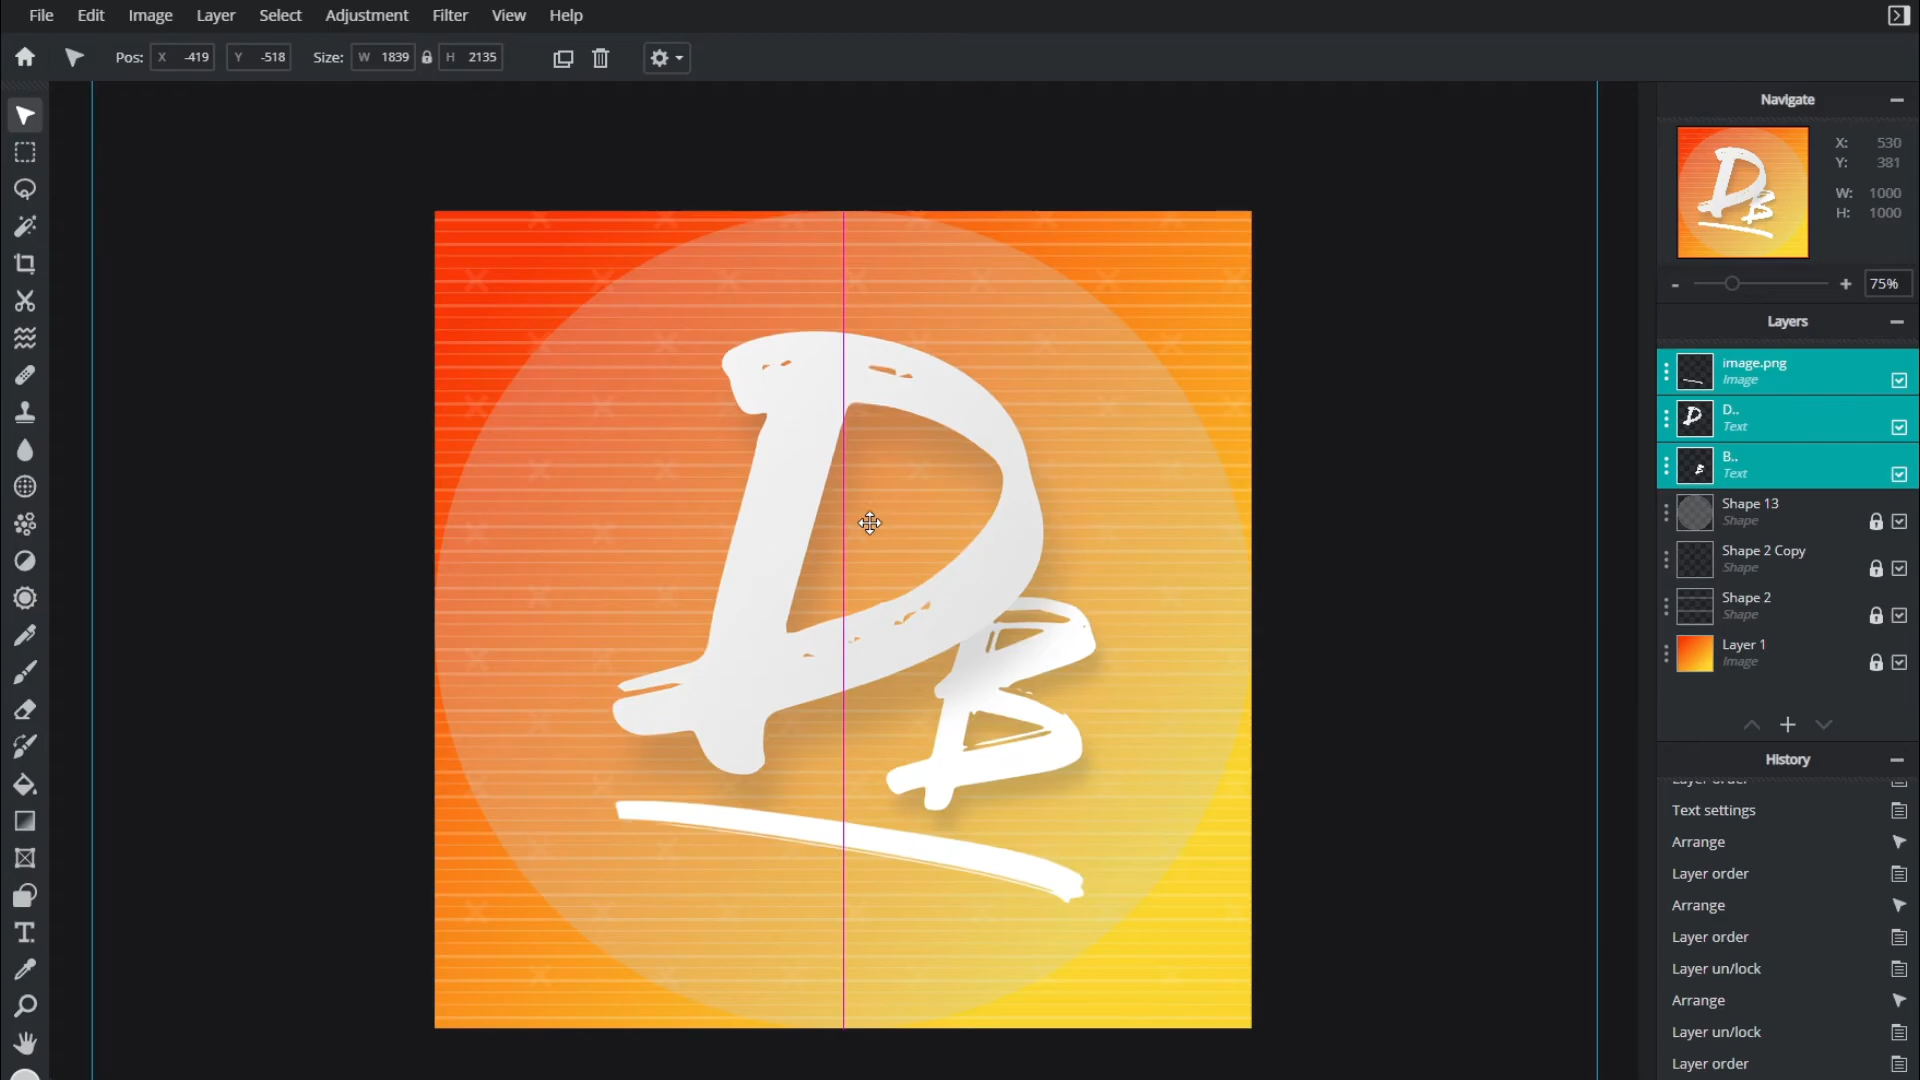 File Edit Image Layer Select Adjustment Filter View Help
Pos: X -419 Y -518 Size: W 1839 H 2135
Navigate
X: 530
Y: 381
W: 1000
H: 1000
- + 75%
Layers
image.png
Image
D..
Text
B..
Text
Shape 13
Shape
Shape 2 Copy
Shape
Shape 2
Shape
Layer 1
Image
History
Layer order
Text settings
Arrange
Layer order
Arrange
Layer order
Layer un/lock
Arrange
Layer un/lock
Layer order
D
B